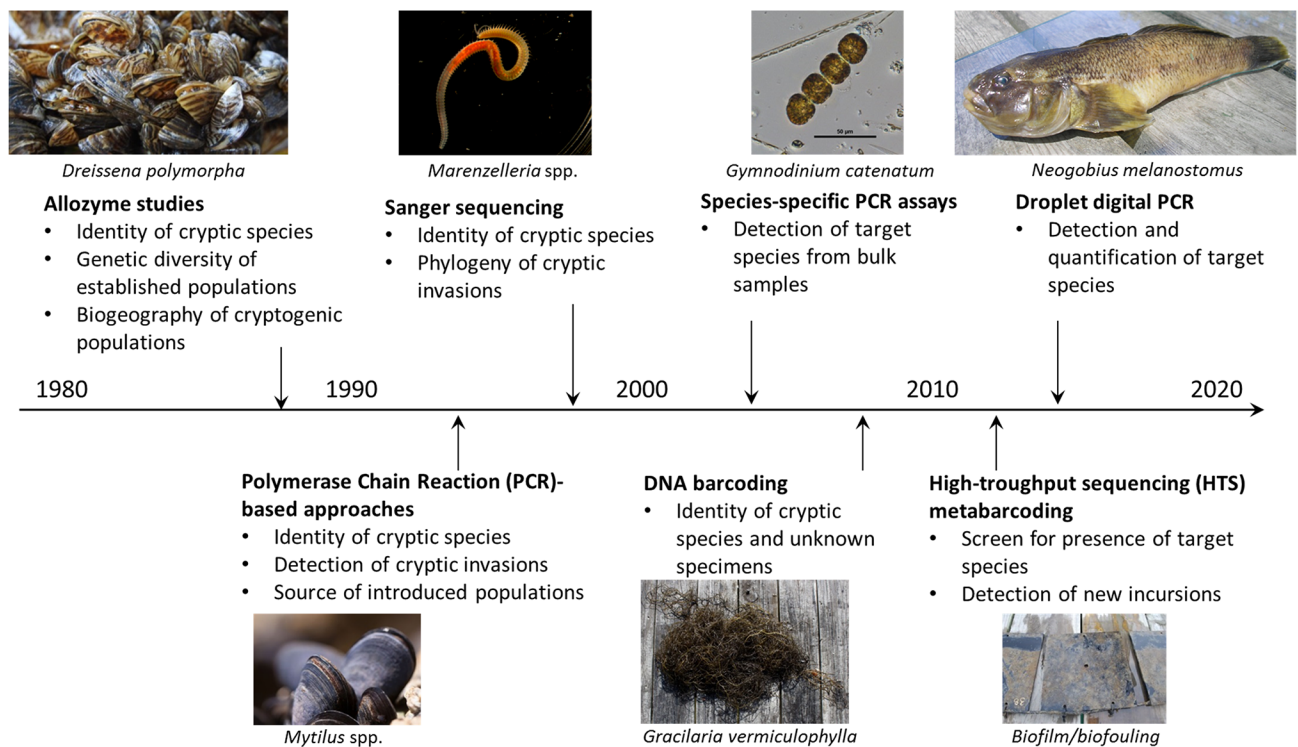 Dreissena polymorpha
Allozyme studies
• Identity of cryptic species
• Genetic diversity of
established populations
• Biogeography of cryptogenic
populations
Marenzelleria spp.
Sanger sequencing
• Identity of cryptic species
• Phylogeny of cryptic
invasions
50 µm
Gymnodinium catenatum
Species-specific PCR assays
• Detection of target
species from bulk
samples
Neogobius melanostomus
Droplet digital PCR
• Detection and
quantification of target
species
1980 1990 2000 2010 2020
Polymerase Chain Reaction (PCR)-
based approaches
• Identity of cryptic species
• Detection of cryptic invasions
• Source of introduced populations
Mytilus spp.
DNA barcoding
• Identity of cryptic
species and unknown
specimens
Gracilaria vermiculophylla
High-troughput sequencing (HTS)
metabarcoding
• Screen for presence of target
species
• Detection of new incursions
Biofilm/biofouling